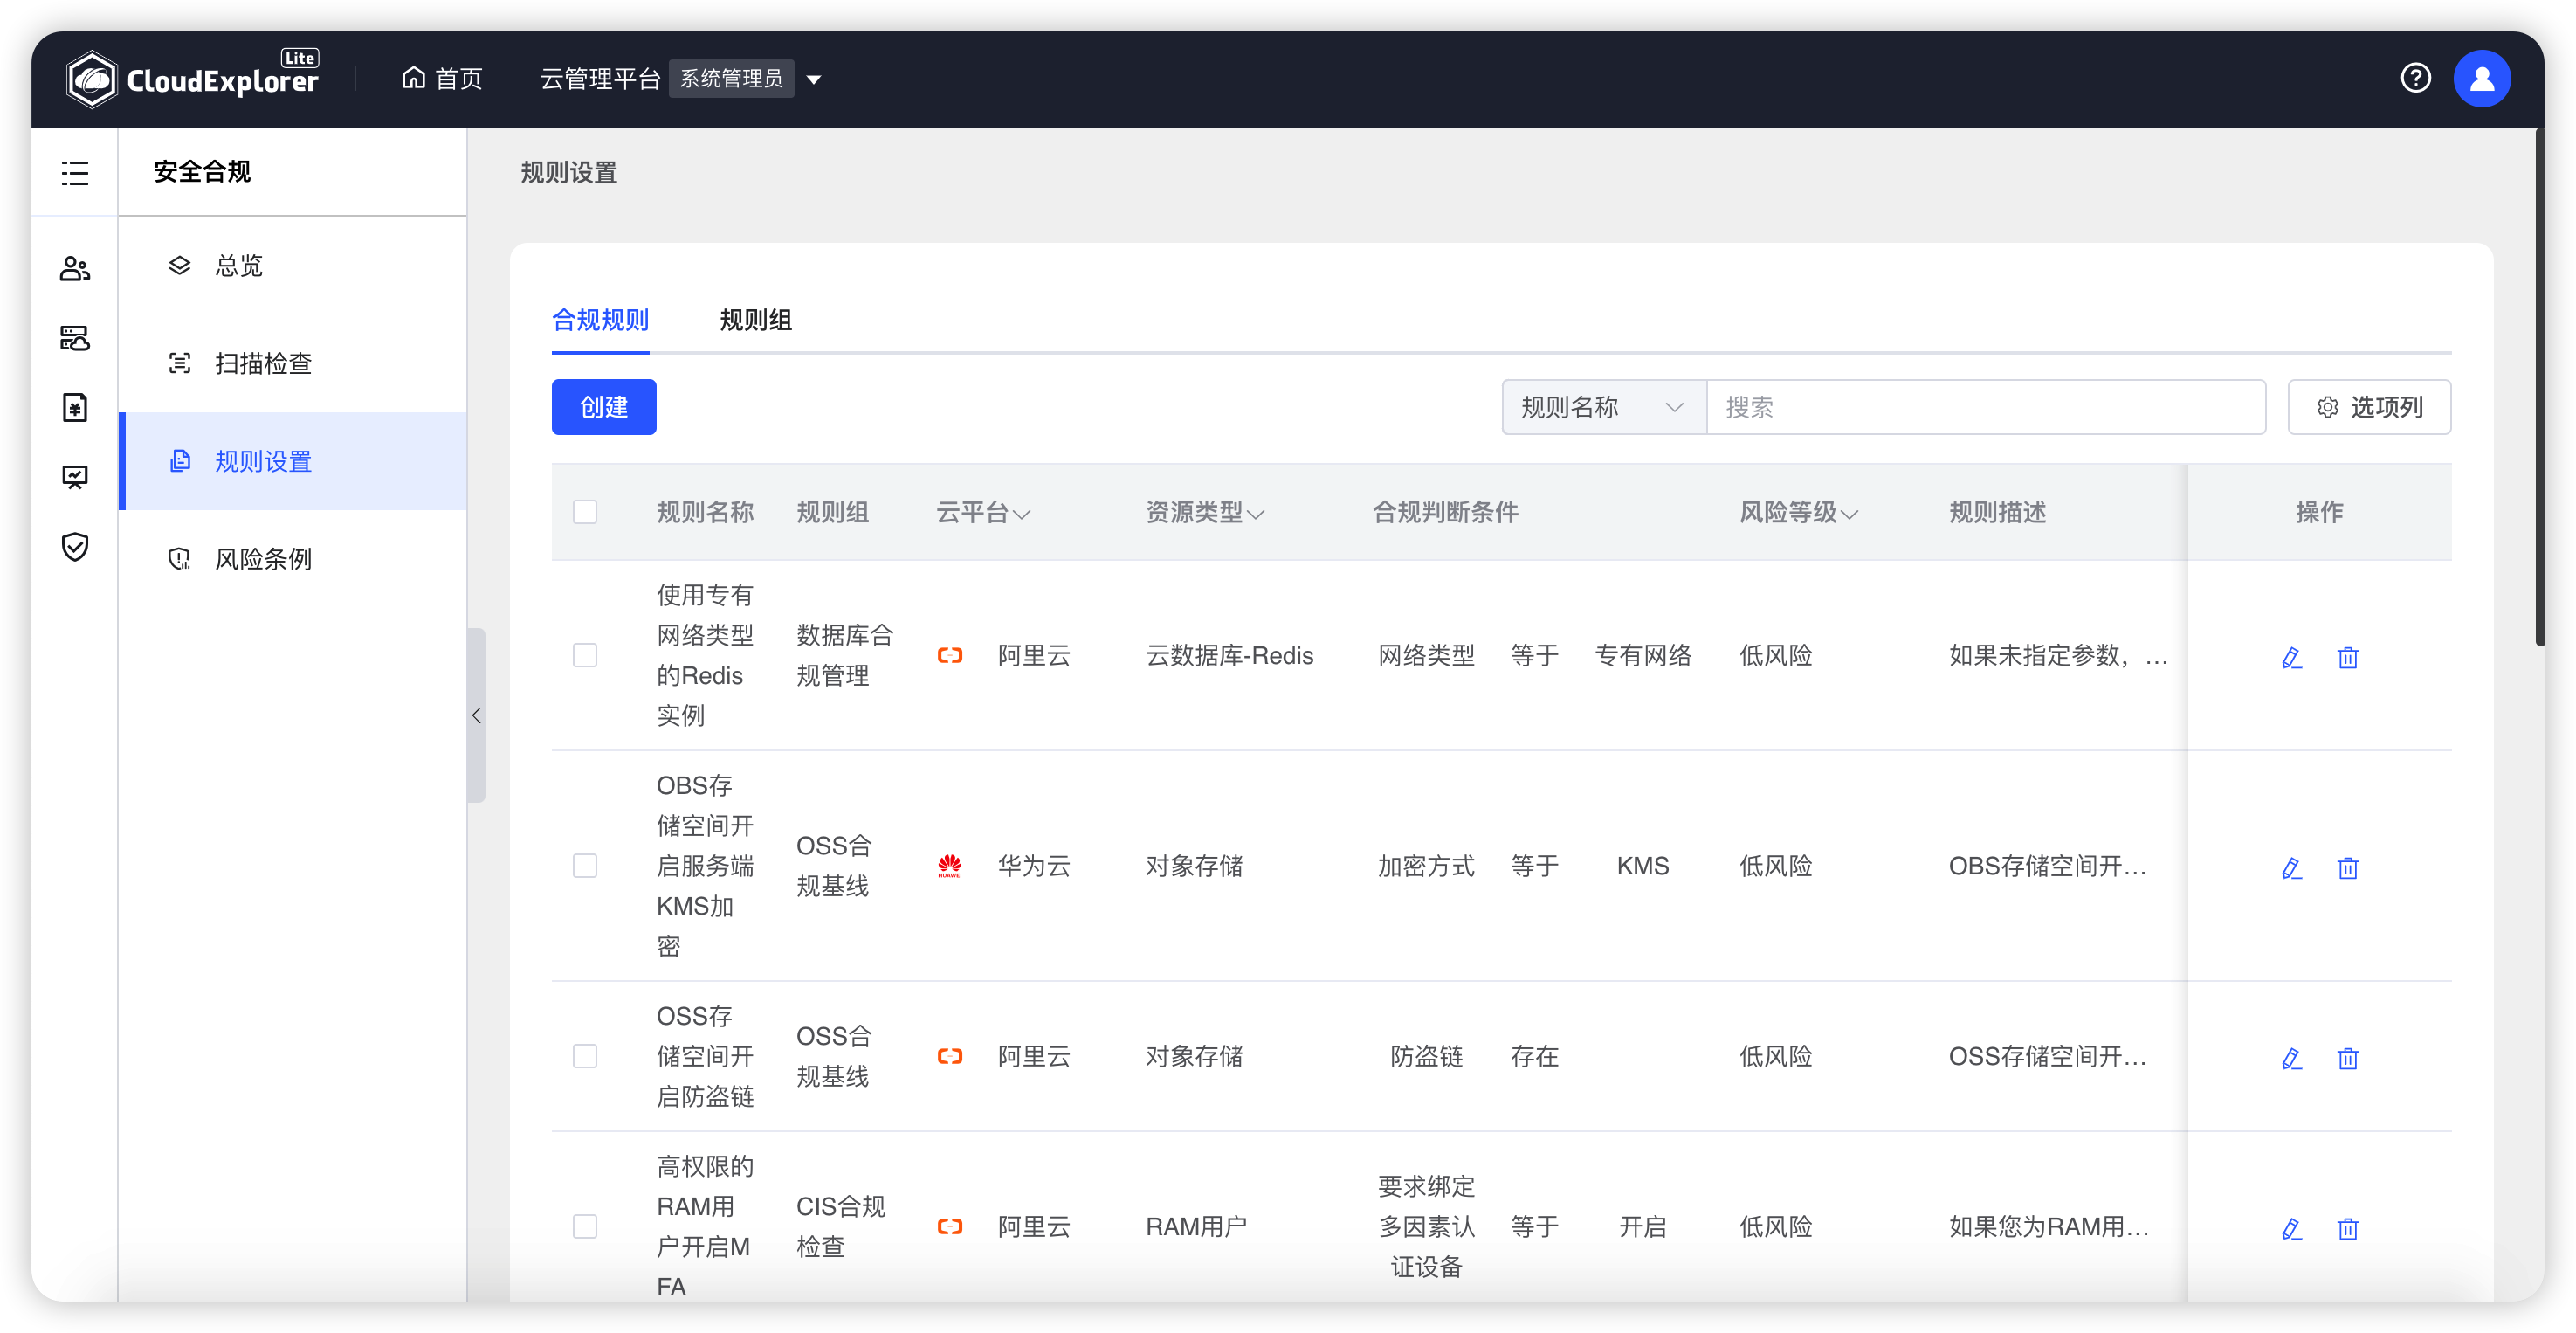 CloudExplorer Lite
首页
云管理平台 系统管理员
安全合规
总览
扫描检查
规则设置
风险条例
规则设置
合规规则 规则组
创建
规则名称 搜索 选项列
规则名称 规则组 云平台 资源类型 合规判断条件 风险等级 规则描述 操作
使用专有
网络类型
的Redis
实例
数据库合
规管理
阿里云 云数据库-Redis 网络类型 等于 专有网络 低风险 如果未指定参数，...
OBS存
储空间开
启服务端
KMS加
密
OSS合
规基线
HUAWEI
华为云 对象存储 加密方式 等于 KMS 低风险 OBS存储空间开...
OSS存
储空间开
启防盗链
OSS合
规基线
阿里云 对象存储 防盗链 存在 低风险 OSS存储空间开...
高权限的
RAM用
户开启M
FA
CIS合规
检查
阿里云 RAM用户
要求绑定
多因素认
证设备
等于 开启 低风险 如果您为RAM用...